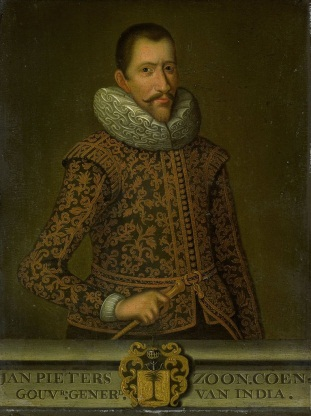 JAN PIETERS ZOON.COEN.
GOUVR; GENERL. VAN INDIA.